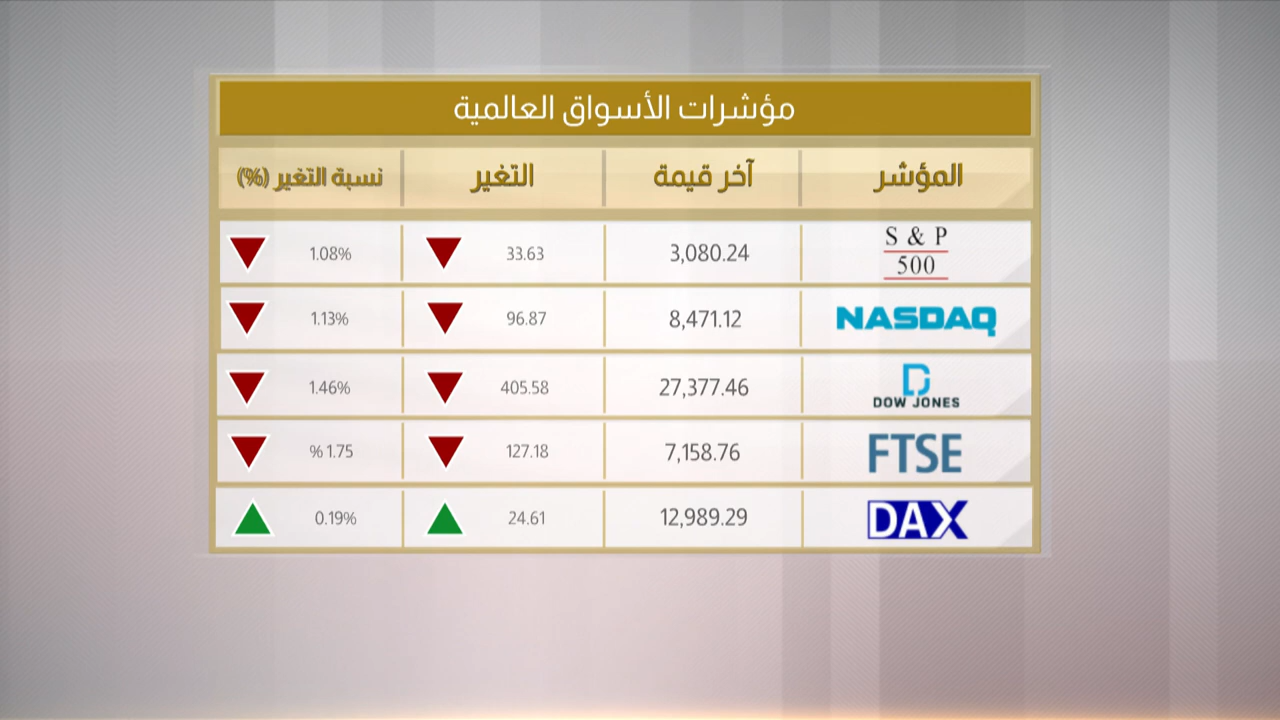 مؤشرات الأسواق العالمية
المؤشر آخر قيمة التغير نسبة التغير (%)
S & P
500
3,080.24 33.63 1.08%
NASDAQ 8,471.12 96.87 1.13%
DOW JONES 27,377.46 405.58 1.46%
FTSE 7,158.76 127.18 % 1.75
DAX 12,989.29 24.61 0.19%